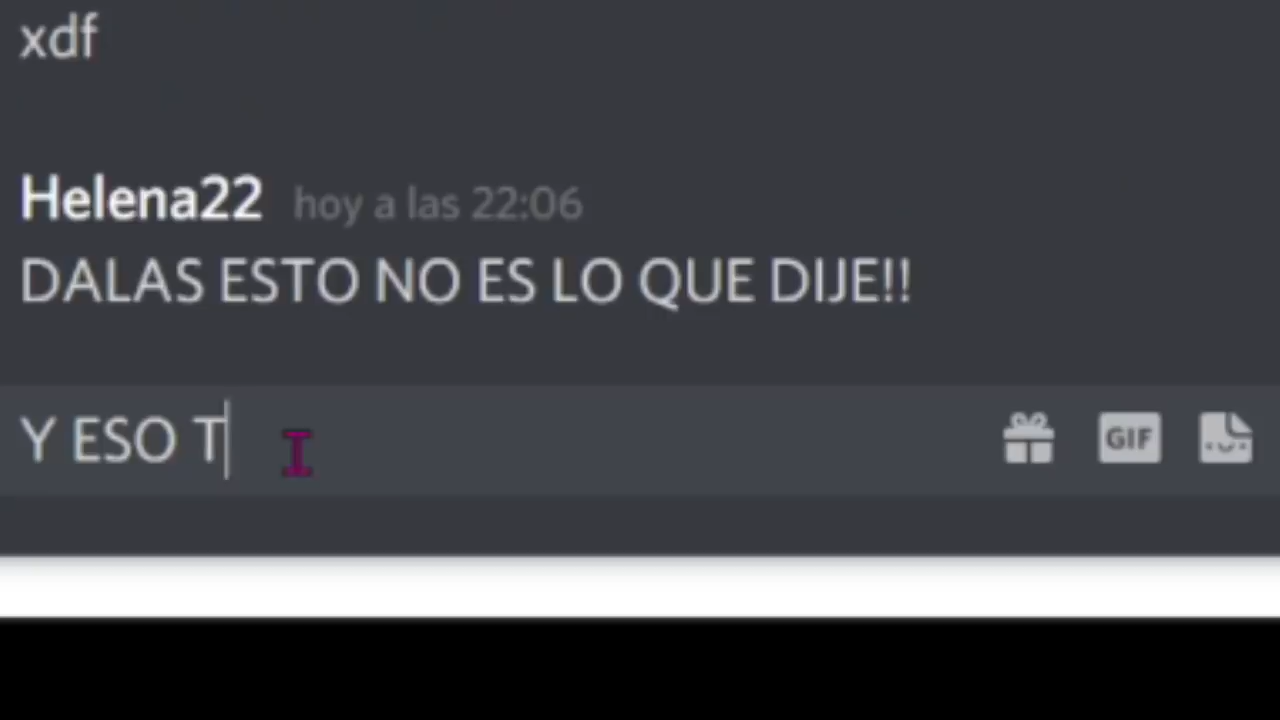 xdf
Helena22 hoy a las 22:06
DALAS ESTO NO ES LO QUE DIJE!!
Y ESO T
GIF